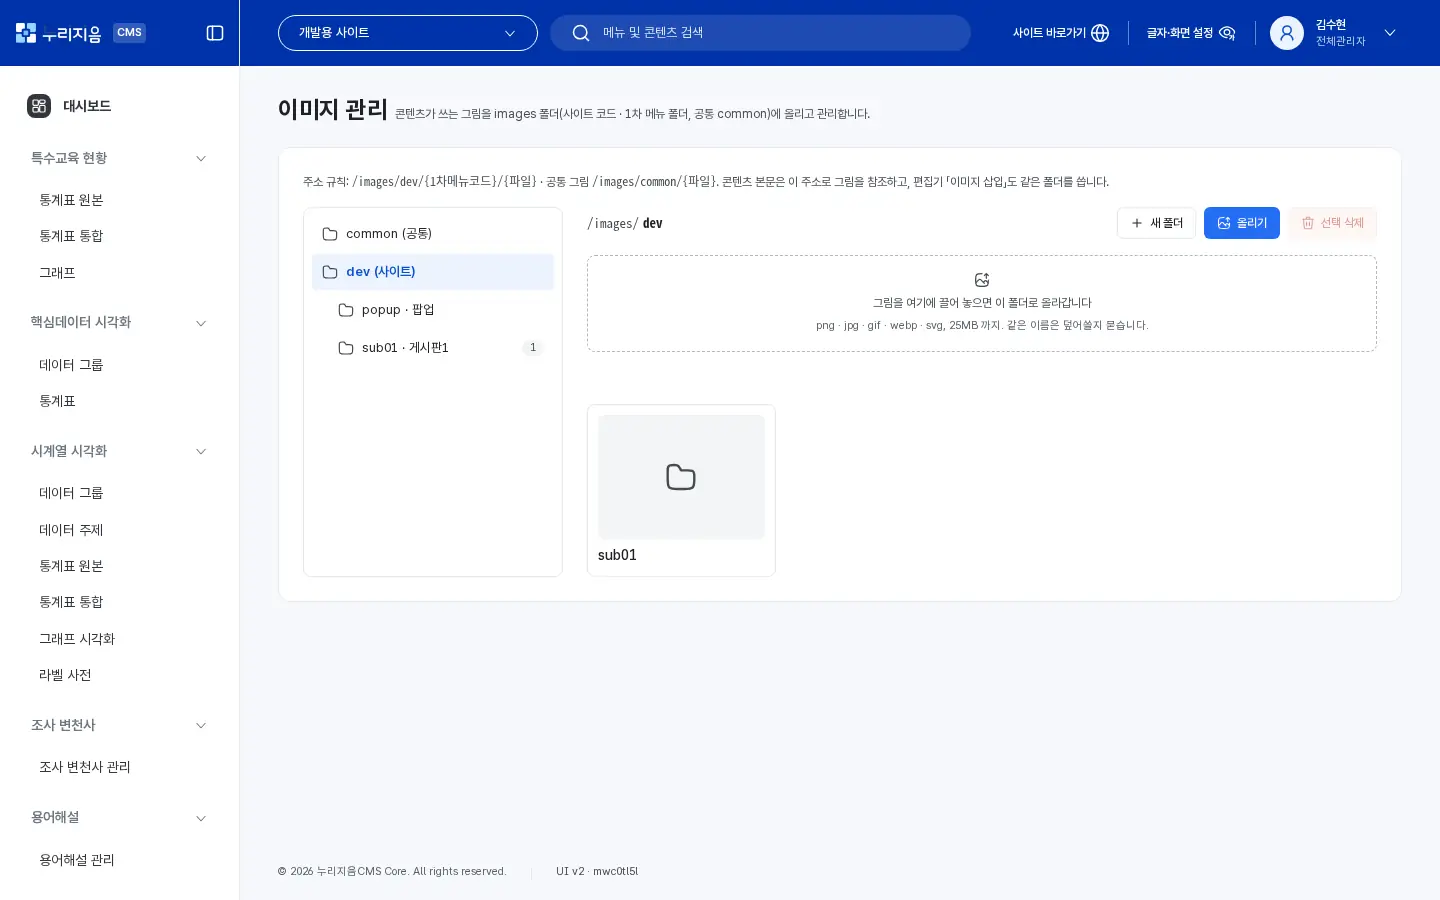 누리지음 CMS
개발용 사이트
메뉴 및 콘텐츠 검색
사이트 바로가기
글자·화면 설정
김수현
전체관리자
대시보드
특수교육 현황
통계표 원본
통계표 통합
그래프
핵심데이터 시각화
데이터 그룹
통계표
시계열 시각화
데이터 그룹
데이터 주제
통계표 원본
통계표 통합
그래프 시각화
라벨 사전
조사 변천사
조사 변천사 관리
용어해설
용어해설 관리
이미지 관리 콘텐츠가 쓰는 그림을 images 폴더(사이트 코드 · 1차 메뉴 폴더, 공통 common)에 올리고 관리합니다.
주소 규칙: /images/dev/{1차메뉴코드}/{파일} · 공통 그림 /images/common/{파일}. 콘텐츠 본문은 이 주소로 그림을 참조하고, 편집기 「이미지 삽입」도 같은 폴더를 씁니다.
common (공통)
dev (사이트)
popup · 팝업
sub01 · 게시판1 1
/images/ dev
새 폴더
올리기
선택 삭제
그림을 여기에 끌어 놓으면 이 폴더로 올라갑니다
png · jpg · gif · webp · svg, 25MB 까지. 같은 이름은 덮어쓸지 묻습니다.
sub01
© 2026 누리지음CMS Core. All rights reserved.
UI v2 · mwc0tl5l